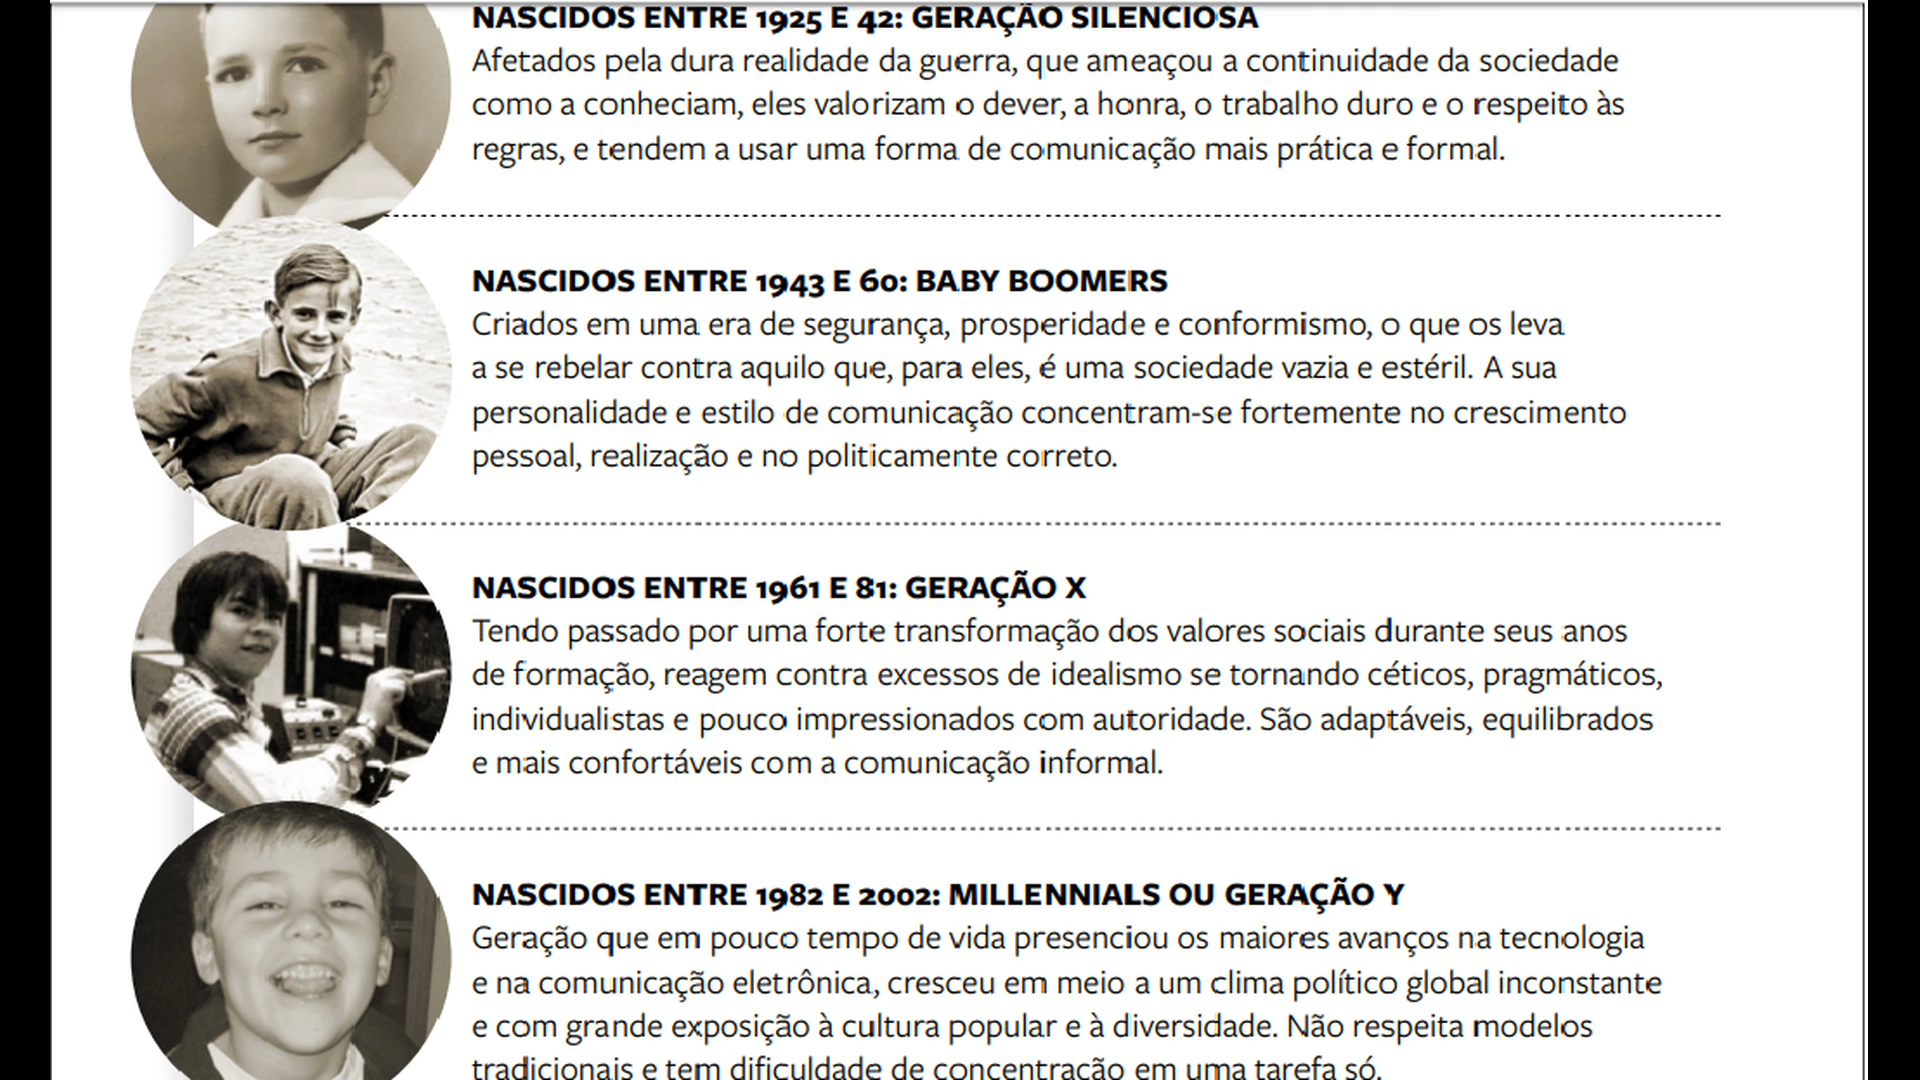 NASCIDOS ENTRE 1925 E 42: GERAÇÃO SILENCIOSA
Afetados pela dura realidade da guerra, que ameaçou a continuidade da sociedade
como a conheciam, eles valorizam o dever, a honra, o trabalho duro e o respeito às
regras, e tendem a usar uma forma de comunicação mais prática e formal.
NASCIDOS ENTRE 1943 E 60: BABY BOOMERS
Criados em uma era de segurança, prosperidade e conformismo, o que os leva
a se rebelar contra aquilo que, para eles, é uma sociedade vazia e estéril. A sua
personalidade e estilo de comunicação concentram-se fortemente no crescimento
pessoal, realização e no politicamente correto.
NASCIDOS ENTRE 1961 E 81: GERAÇÃO X
Tendo passado por uma forte transformação dos valores sociais durante seus anos
de formação, reagem contra excessos de idealismo se tornando céticos, pragmáticos,
individualistas e pouco impressionados com autoridade. São adaptáveis, equilibrados
e mais confortáveis com a comunicação informal.
NASCIDOS ENTRE 1982 E 2002: MILLENNIALS OU GERAÇÃO Y
Geração que em pouco tempo de vida presenciou os maiores avanços na tecnologia
e na comunicação eletrônica, cresceu em meio a um clima político global inconstante
e com grande exposição à cultura popular e à diversidade. Não respeita modelos
tradicionais e tem dificuldade de concentração em uma tarefa só.